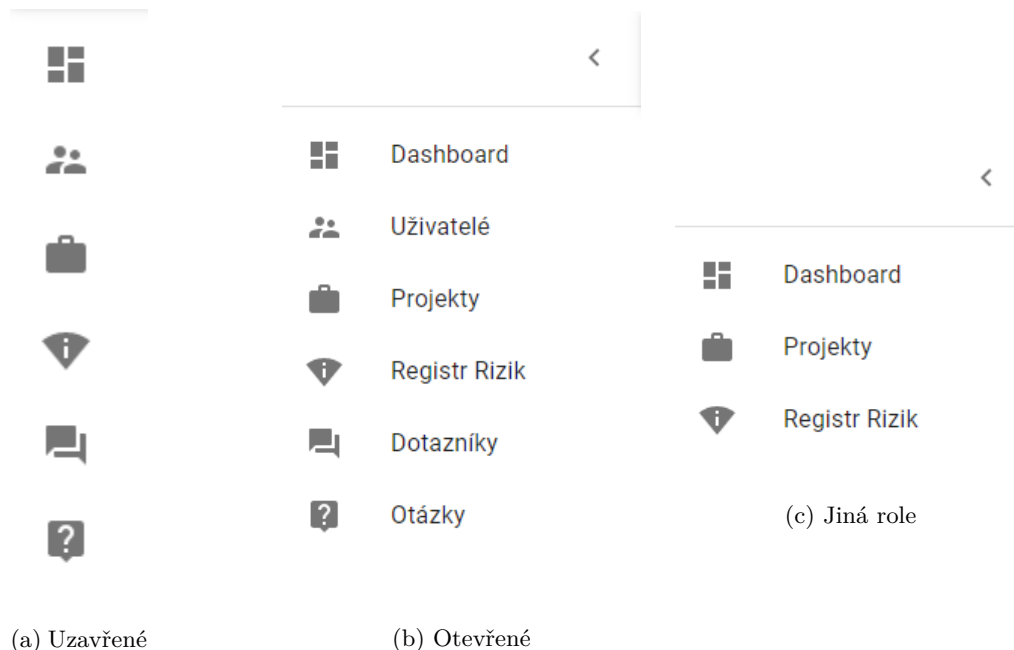 Dashboard
Uživatelé
Projekty
Registr Rizik
Dotazníky
Otázky
Dashboard
Projekty
Registr Rizik
(c) Jiná role
(a) Uzavřené
(b) Otevřené